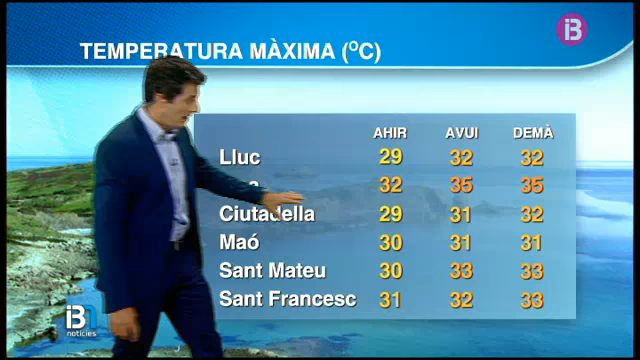 TEMPERATURA MÀXIMA (ºC)
IB
AHIR AVUI DEMÀ
Lluc 29 32 32
32 35 35
Ciutadella 29 31 32
Maó 30 31 31
Sant Mateu 30 33 33
Sant Francesc 31 32 33
IB
notícies